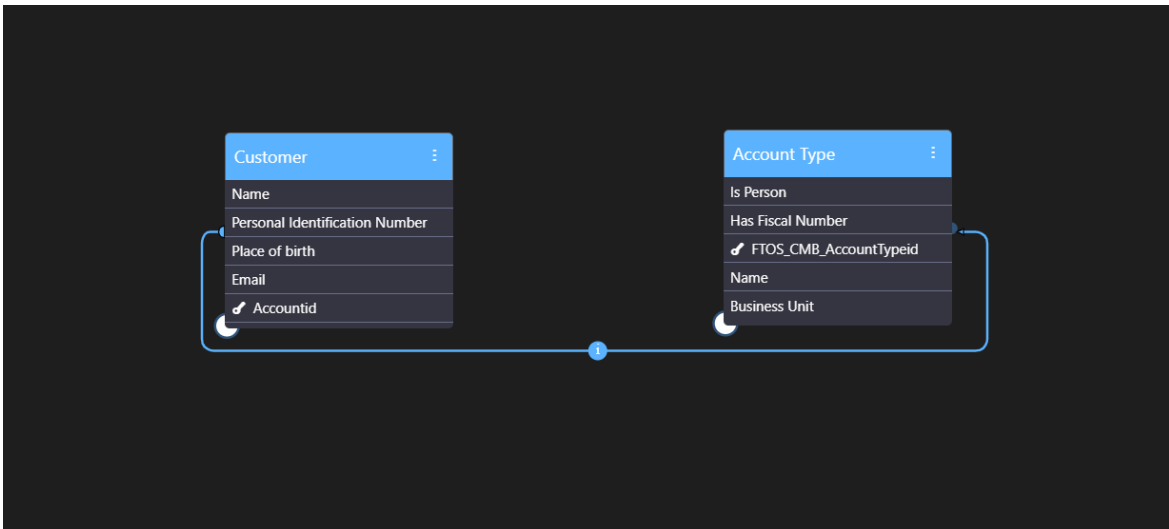 Customer
Name
Personal Identification Number
Place of birth
Email
Accountid
Account Type
Is Person
Has Fiscal Number
FTOS_CMB_AccountTypeid
Name
Business Unit
1